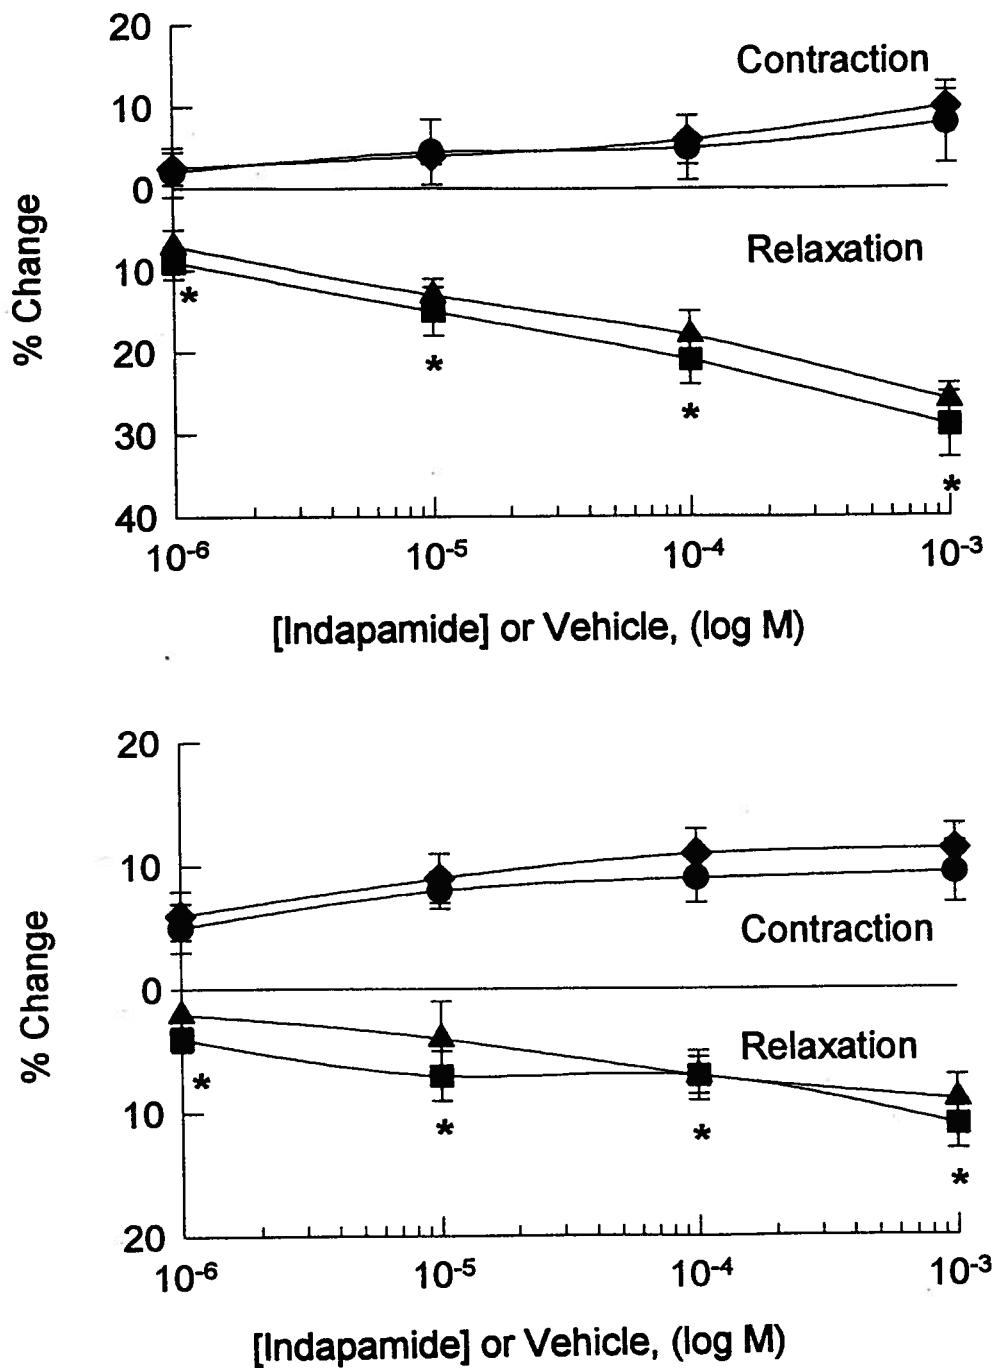 20
Contraction
10
0
% Change
Relaxation
10
*
20
*
*
30
*
40
10-6 10-5 10-4 10-3
[Indapamide] or Vehicle, (log M)
20
10
Contraction
% Change
0
Relaxation
*
10
*
*
*
20
10-6 10-5 10-4 10-3
[Indapamide] or Vehicle, (log M)